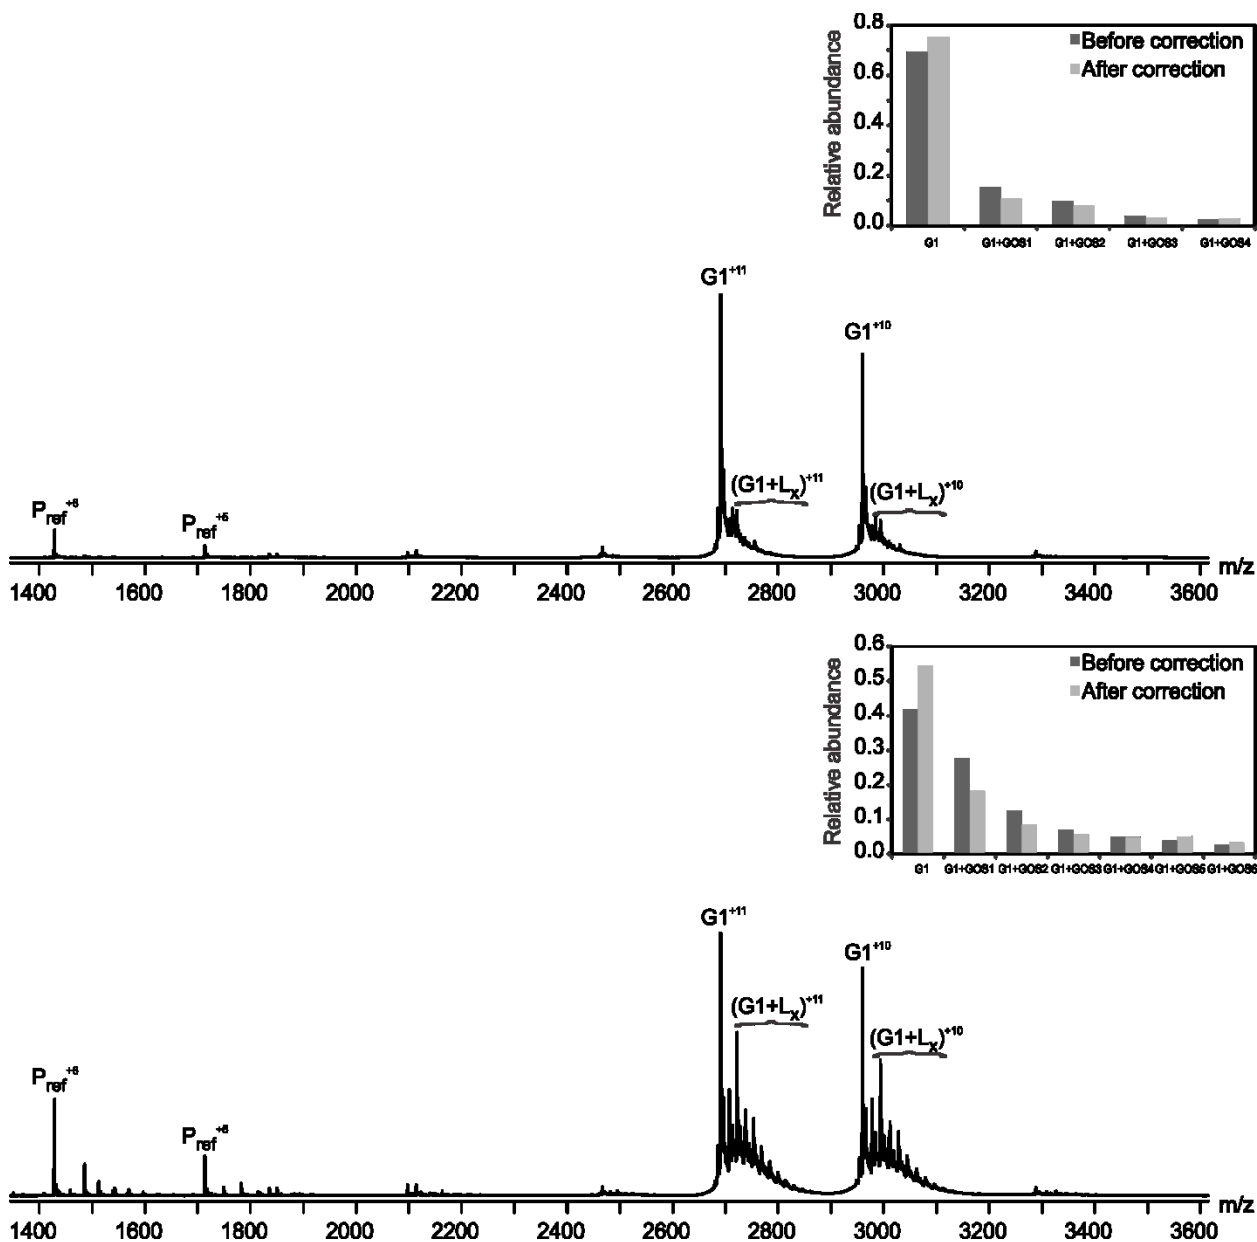 Relative abundance
0.8
0.6
0.4
0.2
0.0
Before correction
After correction
G1
G1+GOS1
G1+GOS2
G1+GOS3
G1+GOS4
G1+11
G1+10
(G1+Lx)+11
(G1+Lx)+10
Pref+6
Pref+5
1400 1600 1800 2000 2200 2400 2600 2800 3000 3200 3400 3600 m/z
Relative abundance
0.6
0.5
0.4
0.3
0.2
0.1
0.0
Before correction
After correction
G1 G1+GOS1 G1+GOS2 G1+GOS3 G1+GOS4 G1+GOS5 G1+GOS6
G1+11
G1+10
(G1+Lx)+11
(G1+Lx)+10
Pref+6
Pref+5
1400 1600 1800 2000 2200 2400 2600 2800 3000 3200 3400 3600 m/z